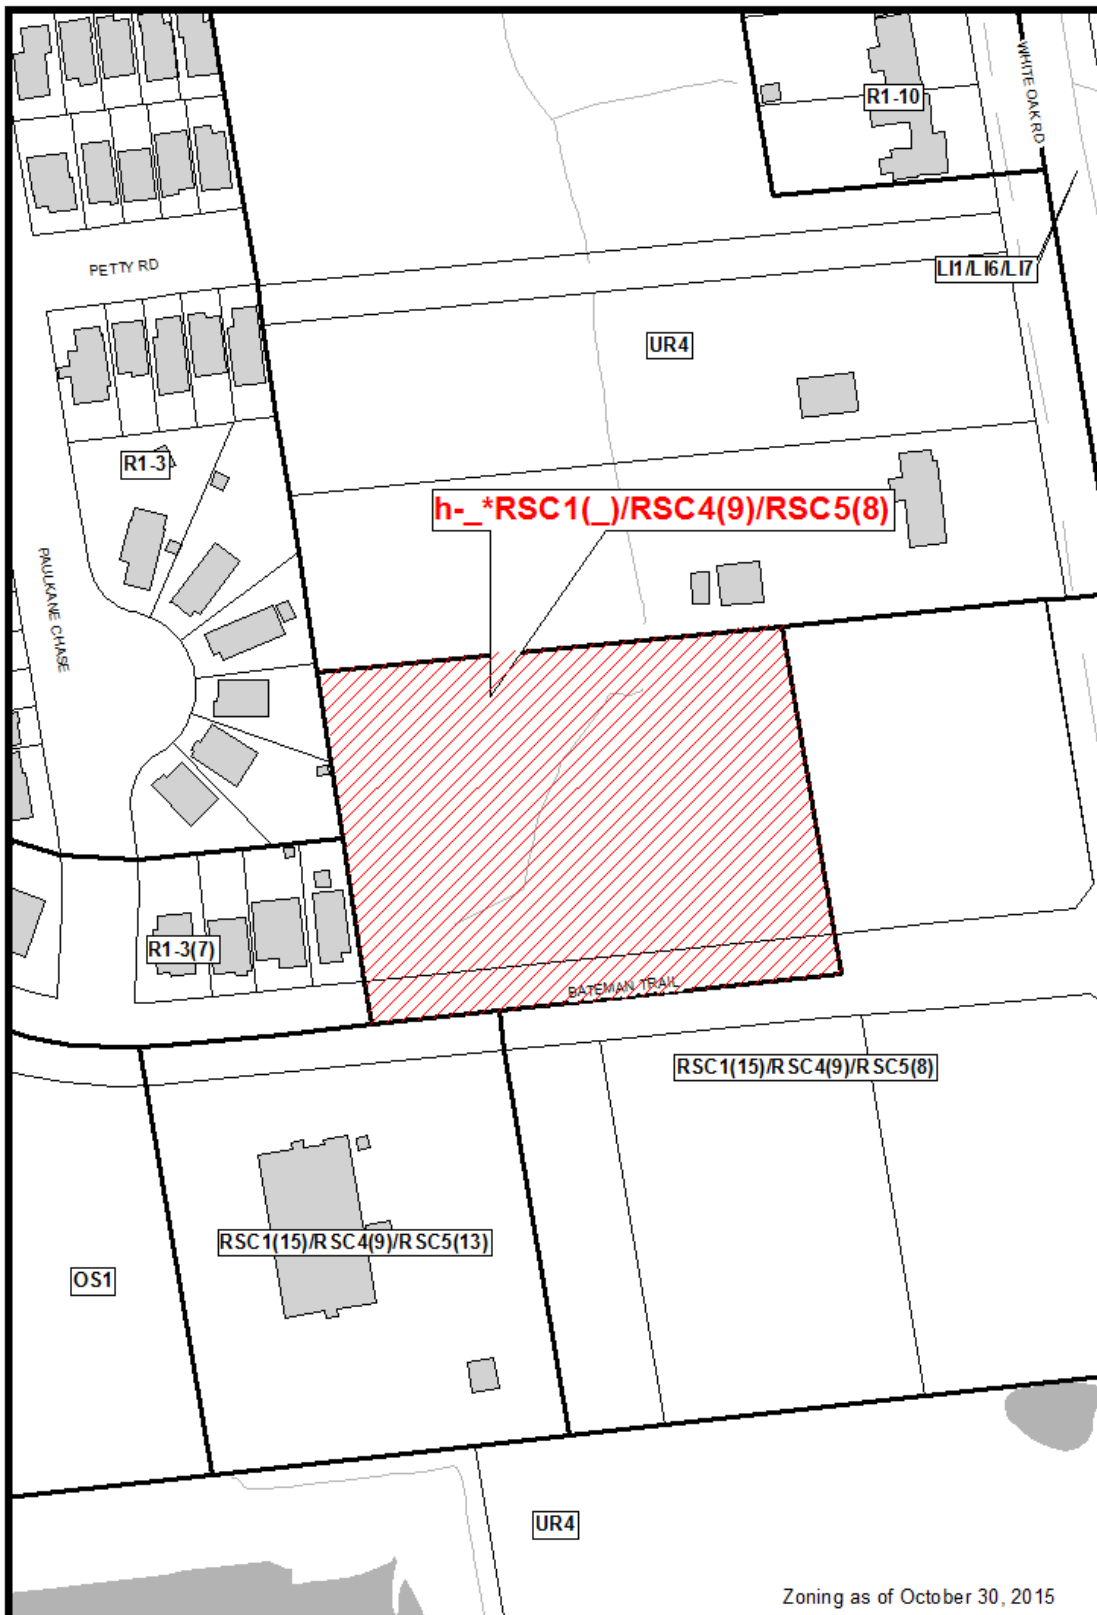 R1-10
WHITE OAK RD
PETTY RD
LI1/LI6/LI7
UR4
R1-3
h-_*RSC1(_)/RSC4(9)/RSC5(8)
PAULKANE CHASE
R1-3(7)
BATEMAN TRAIL
RSC1(15)/RSC4(9)/RSC5(8)
RSC1(15)/RSC4(9)/RSC5(13)
OS1
UR4
Zoning as of October 30, 2015